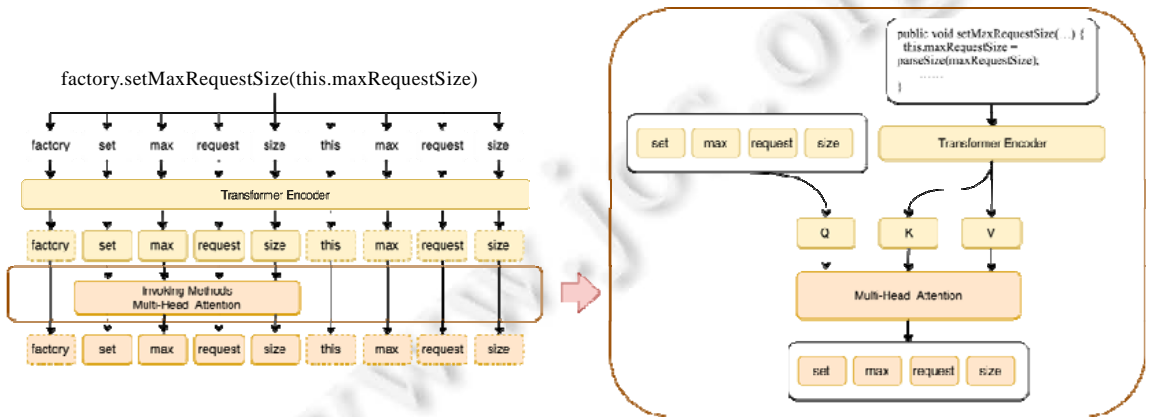 factory.setMaxRequestSize(this.maxRequestSize)
factory set max request size this max request size
Transformer Encoder
factory set max request size this max request size
Invoking Methods
Multi-Head Attention
factory set max request size this max request size
public void setMaxRequestSize(...) {
this.maxRequestSize =
parseSize(maxRequestSize);
......
}
set max request size
Transformer Encoder
Q K V
Multi-Head Attention
set max request size